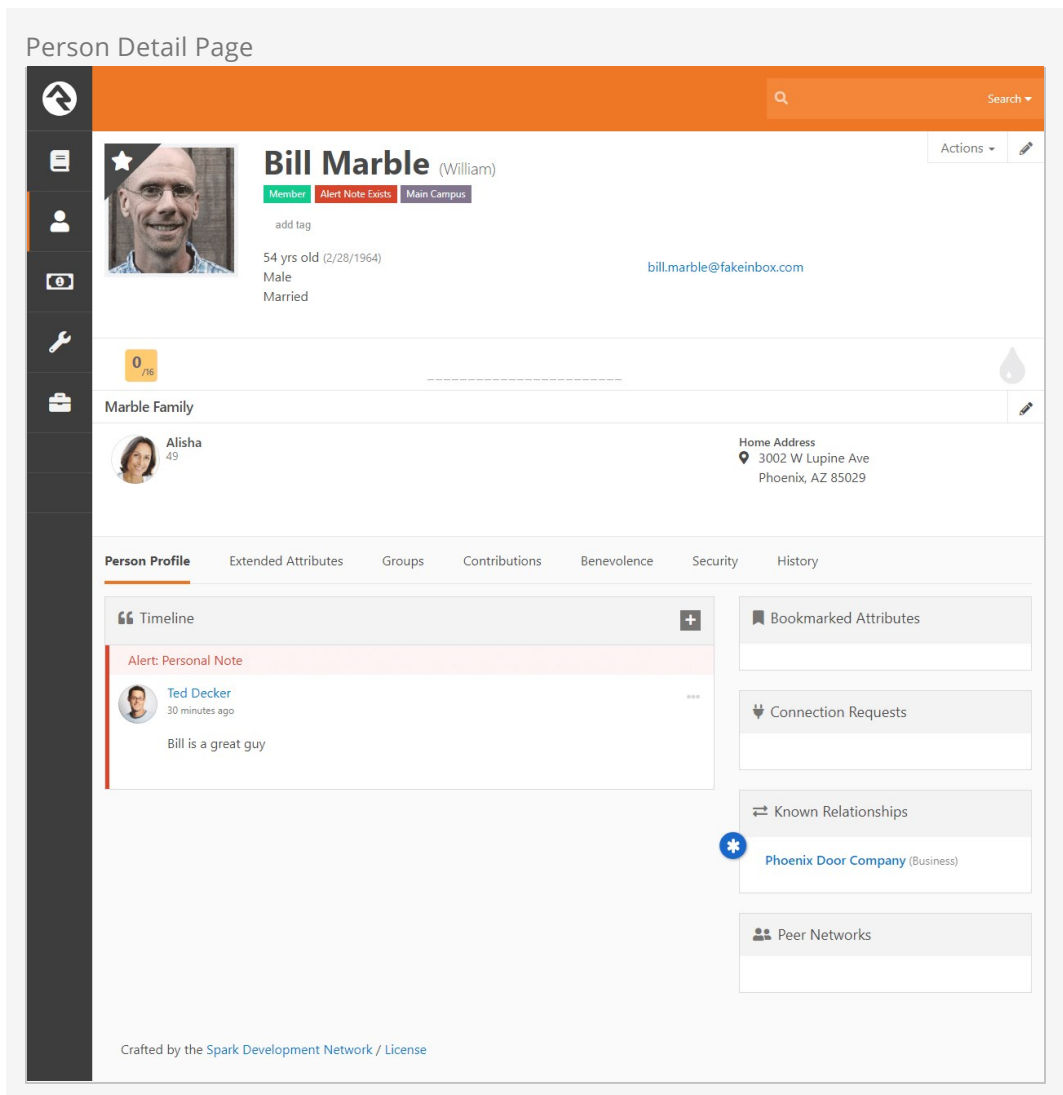 Person Detail Page
Search
Actions
Bill Marble (William)
Member Alert Note Exists Main Campus
add tag
54 yrs old (2/28/1964)
Male
Married
bill.marble@fakeinbox.com
0/16
Marble Family
Alisha
49
Home Address
3002 W Lupine Ave
Phoenix, AZ 85029
Person Profile Extended Attributes Groups Contributions Benevolence Security History
Timeline
Alert: Personal Note
Ted Decker
30 minutes ago
Bill is a great guy
Bookmarked Attributes
Connection Requests
Known Relationships
Phoenix Door Company (Business)
Peer Networks
Crafted by the Spark Development Network / License